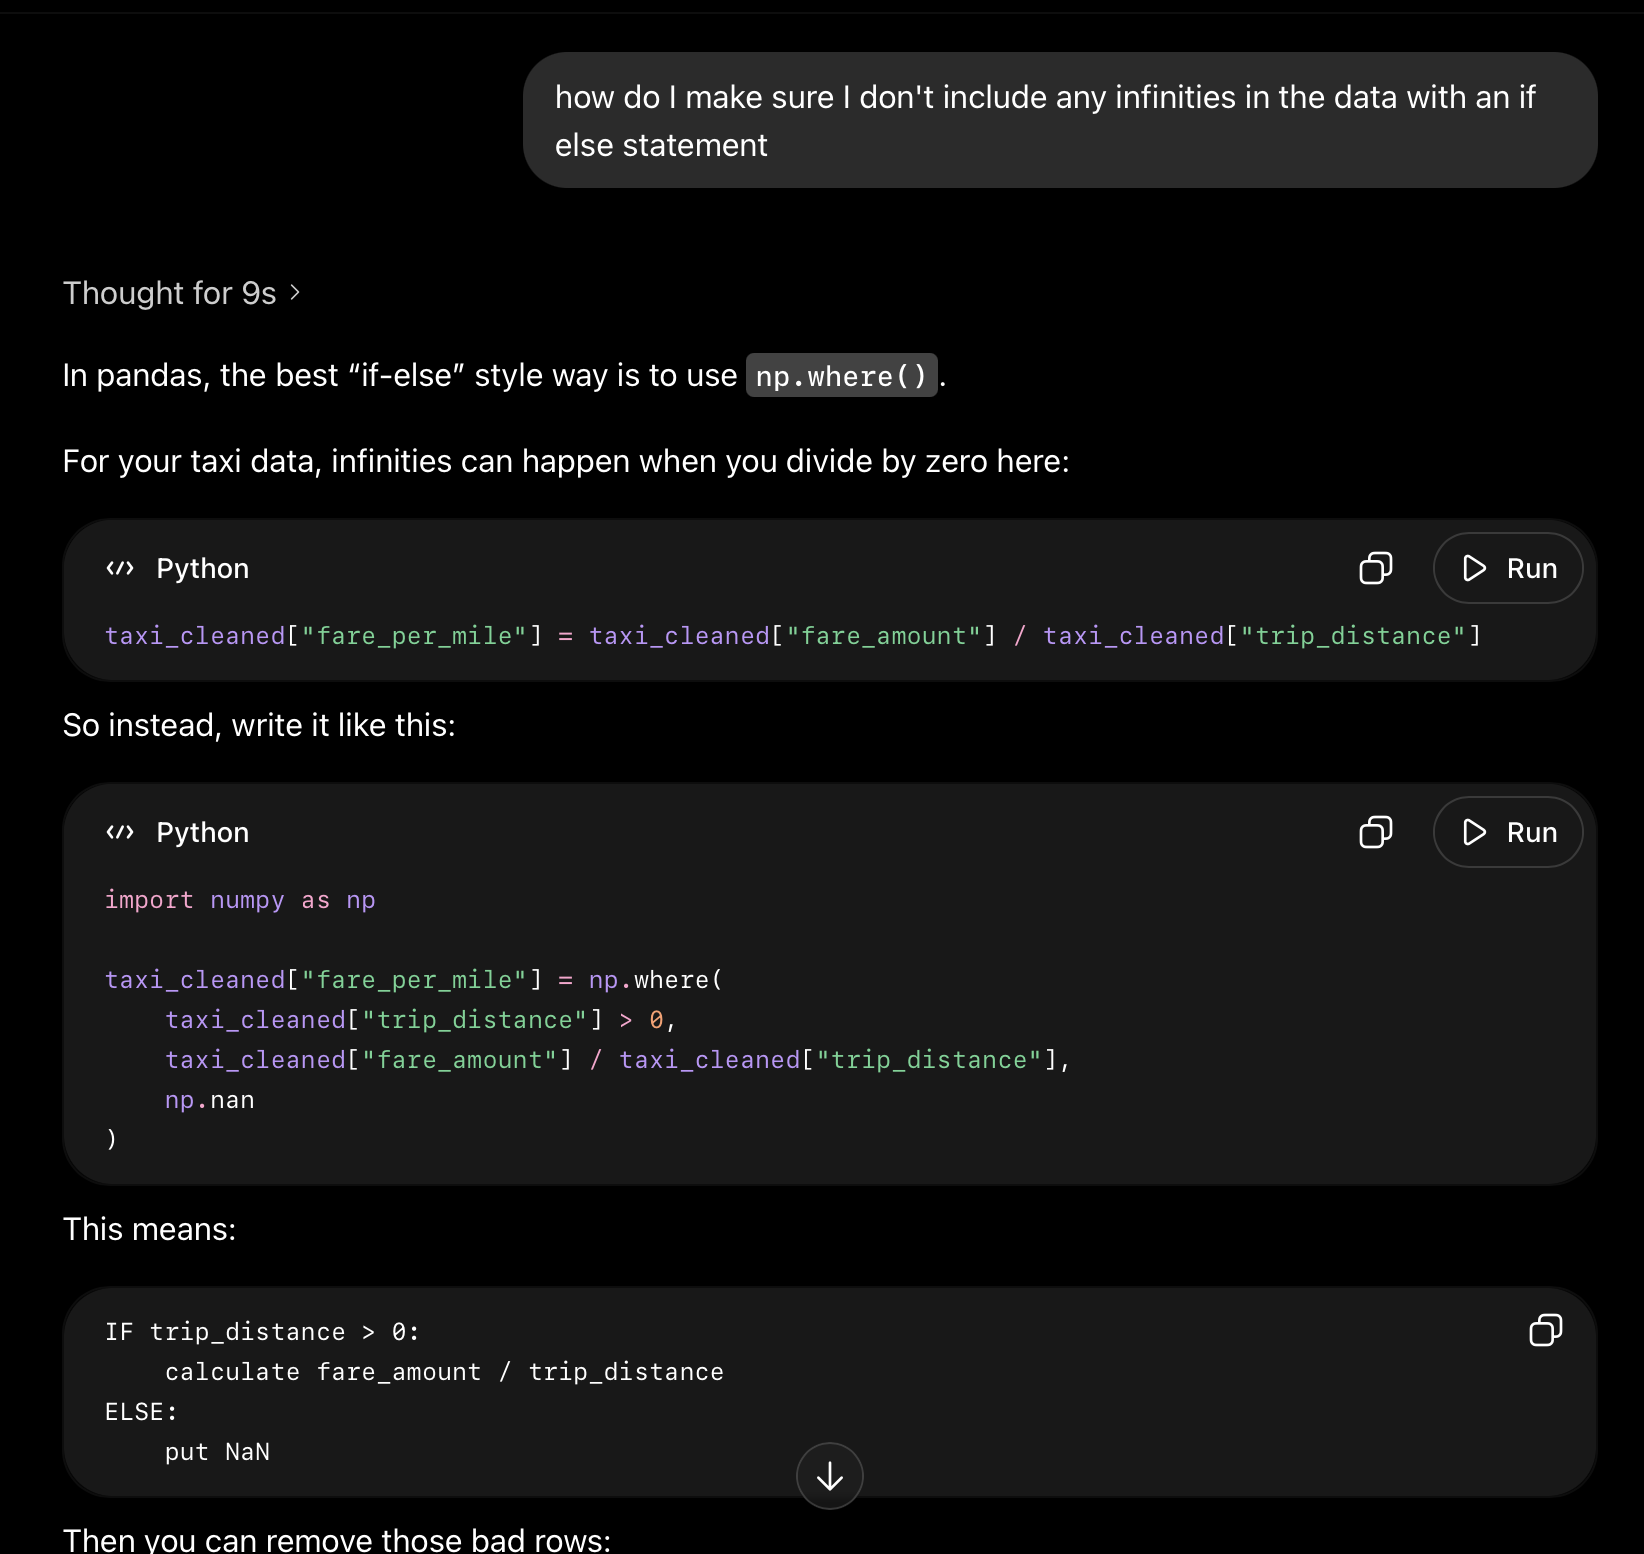 how do I make sure I don't include any infinities in the data with an if
else statement
Thought for 9s >
In pandas, the best “if-else” style way is to use np.where().
For your taxi data, infinities can happen when you divide by zero here:
Python
Run
taxi_cleaned["fare_per_mile"] = taxi_cleaned["fare_amount"] / taxi_cleaned["trip_distance"]
So instead, write it like this:
Python
Run
import numpy as np
taxi_cleaned["fare_per_mile"] = np.where(
    taxi_cleaned["trip_distance"] > 0,
    taxi_cleaned["fare_amount"] / taxi_cleaned["trip_distance"],
    np.nan
)
This means:
IF trip_distance > 0:
    calculate fare_amount / trip_distance
ELSE:
    put NaN
Then you can remove those bad rows: